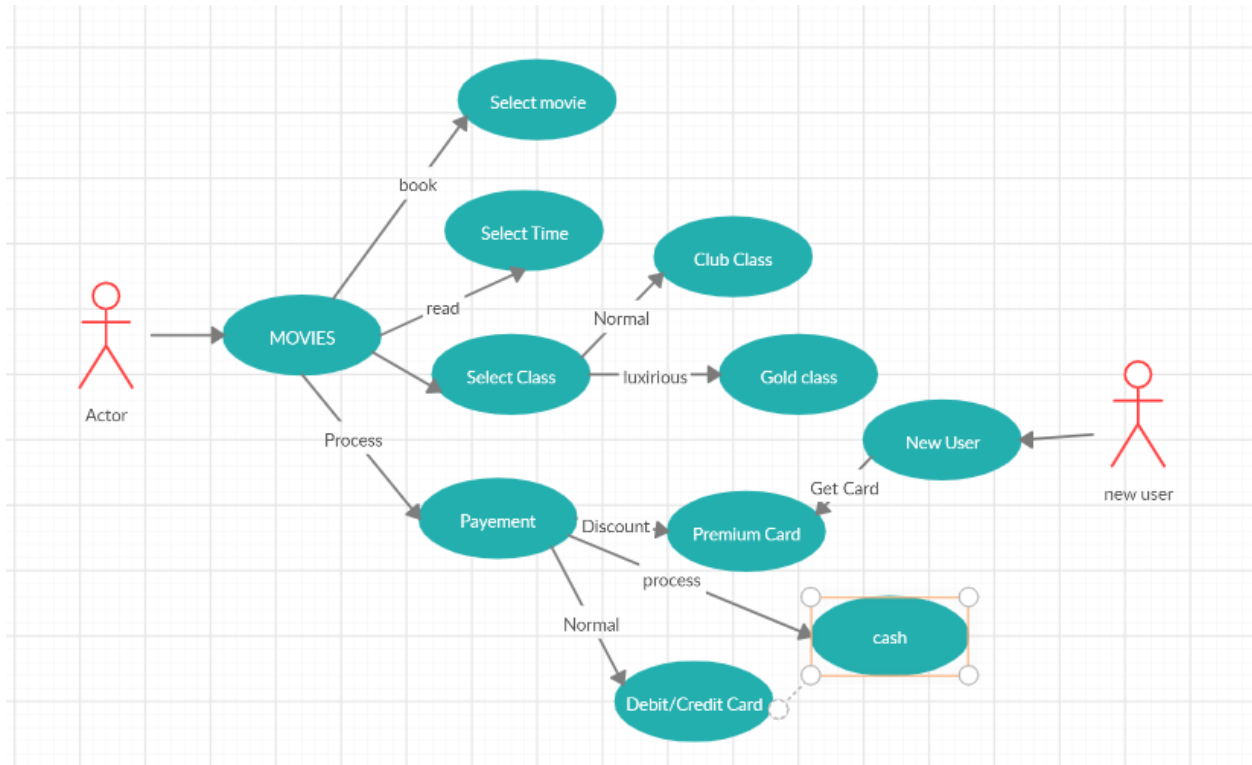 Select movie
book
Select Time
Club Class
read
Normal
MOVIES
Select Class
luxirious
Gold class
Actor
Process
New User
Get Card
new user
Payement
Discount
Premium Card
process
Normal
cash
Debit/Credit Card